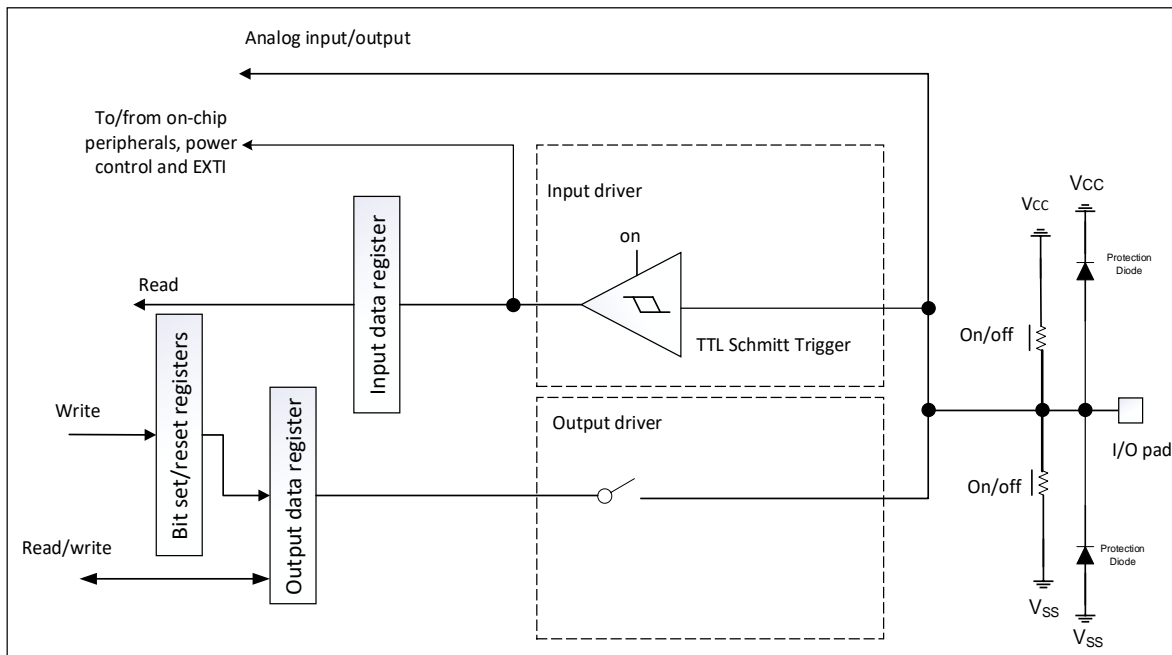 Analog input/output
To/from on-chip
peripherals, power
control and EXTI
Input driver
on
Input data register
TTL Schmitt Trigger
Read
Bit set/reset registers
Write
Output data register
Read/write
Output driver
Vcc
VCC
Protection
Diode
On/off
I/O pad
On/off
Protection
Diode
VSS
VSS